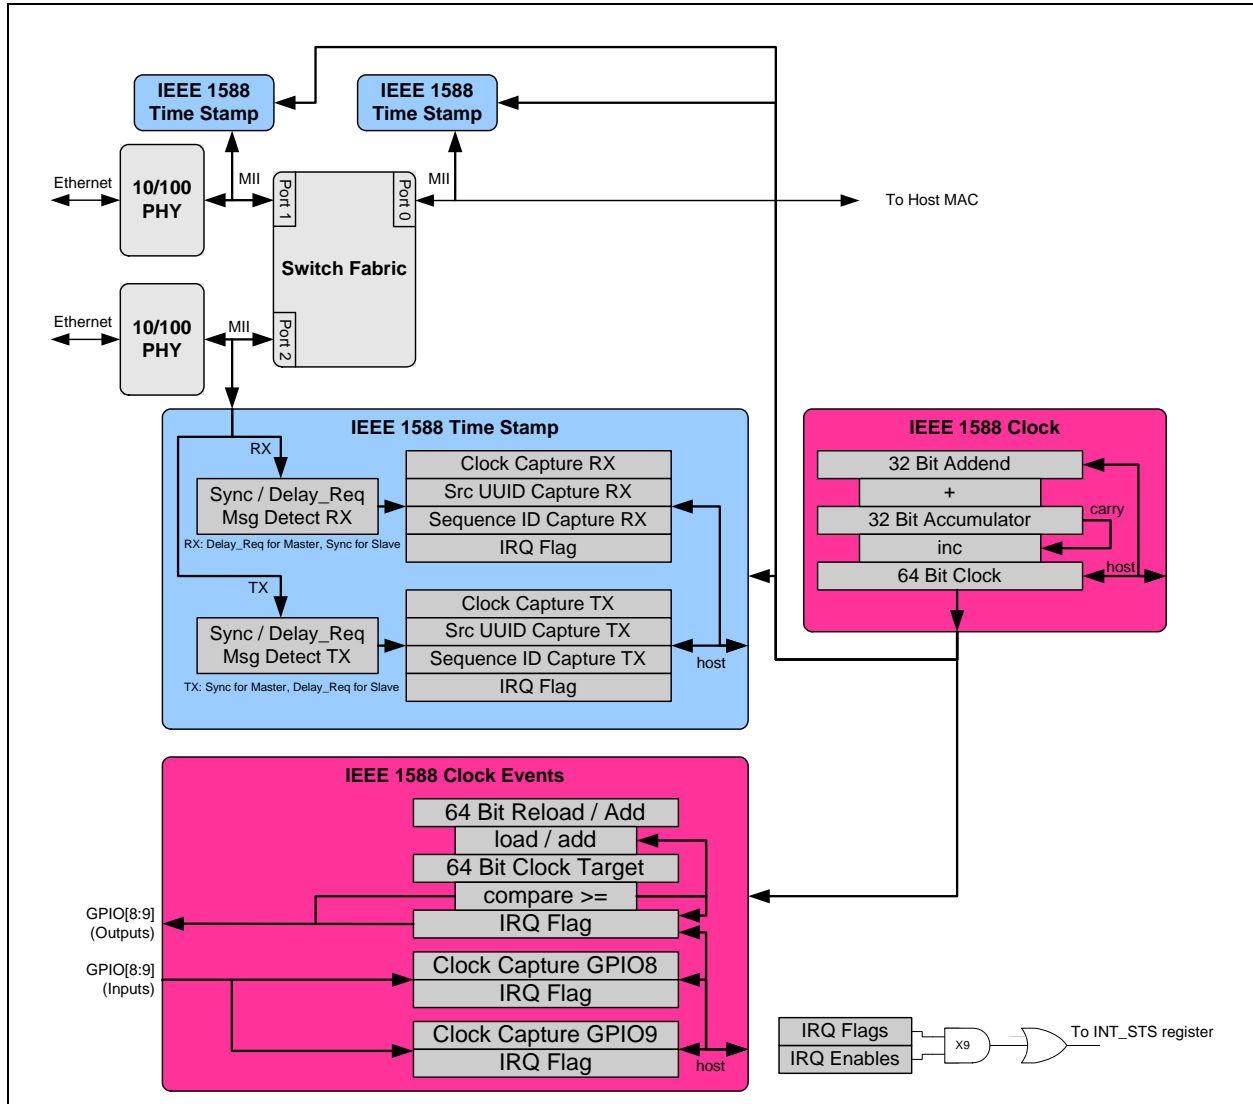 IEEE 1588
Time Stamp
IEEE 1588
Time Stamp
Ethernet
10/100
PHY
MII
Port 1
Port 0
MII
To Host MAC
Switch Fabric
Ethernet
10/100
PHY
MII
Port 2
IEEE 1588 Time Stamp
RX
Sync / Delay_Req
Msg Detect RX
RX: Delay_Req for Master, Sync for Slave
Clock Capture RX
Src UUID Capture RX
Sequence ID Capture RX
IRQ Flag
TX
Sync / Delay_Req
Msg Detect TX
TX: Sync for Master, Delay_Req for Slave
Clock Capture TX
Src UUID Capture TX
Sequence ID Capture TX
IRQ Flag
host
IEEE 1588 Clock
32 Bit Addend
+
32 Bit Accumulator
carry
inc
host
64 Bit Clock
IEEE 1588 Clock Events
64 Bit Reload / Add
load / add
64 Bit Clock Target
compare >=
IRQ Flag
GPIO[8:9]
(Outputs)
GPIO[8:9]
(Inputs)
Clock Capture GPIO8
IRQ Flag
Clock Capture GPIO9
IRQ Flag
host
IRQ Flags
IRQ Enables
X9
To INT_STS register